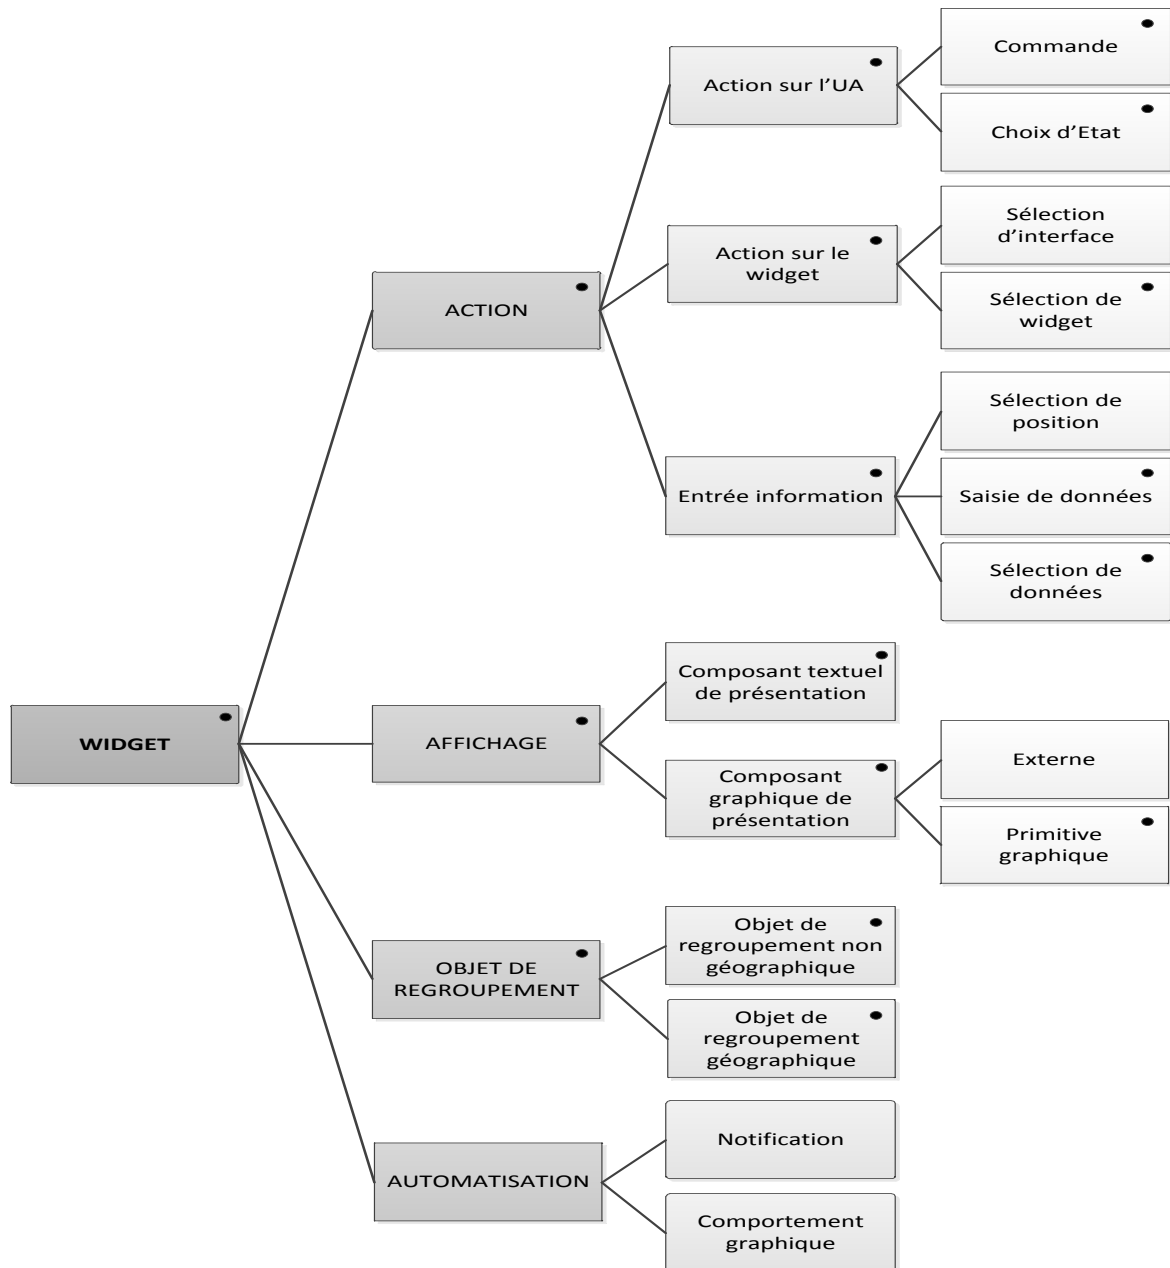 Commande
Action sur l'UA
Choix d'Etat
Sélection
d'interface
Action sur le
widget
Sélection de
widget
ACTION
Sélection de
position
Entrée information
Saisie de données
Sélection de
données
Composant textuel
de présentation
WIDGET
AFFICHAGE
Externe
Composant
graphique de
présentation
Primitive
graphique
Objet de
regroupement non
géographique
OBJET DE
REGROUPEMENT
Objet de
regroupement
géographique
Notification
AUTOMATISATION
Comportement
graphique